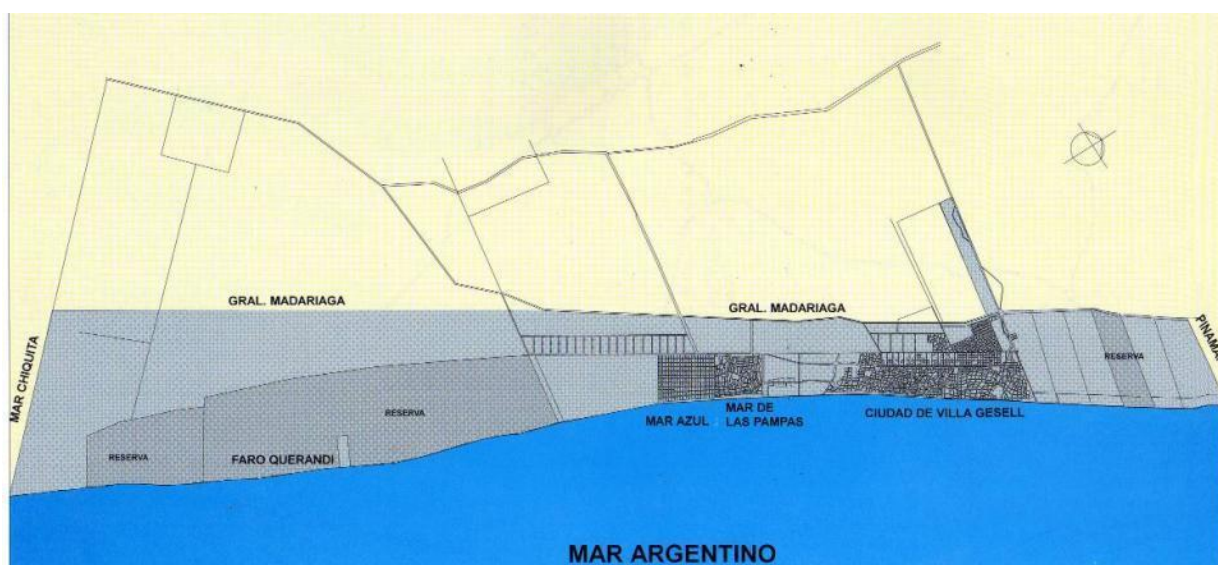 GRAL. MADARIAGA
GRAL. MADARIAGA
MAR CHIQUITA
PINAMAR
RESERVA
RESERVA
RESERVA
FARO QUERANDI
MAR AZUL
MAR DE
LAS PAMPAS
CIUDAD DE VILLA GESELL
MAR ARGENTINO